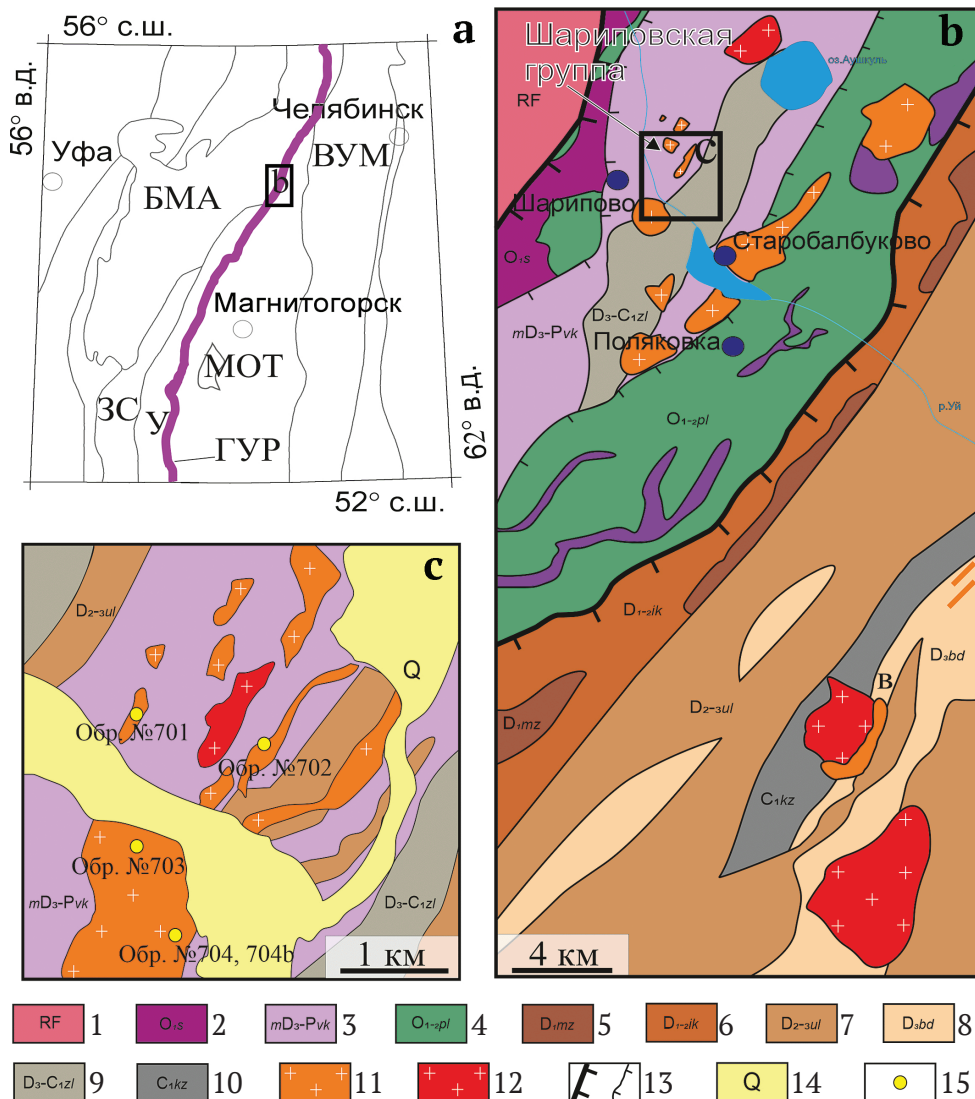 56° с.ш.
a
56° в.д.
Челябинск
Уфа
ВУМ
БМА
b
Магнитогорск
МОТ
ЗС
У
ГУР
62° в.д.
52° с.ш.
b
Шариповская
группа
оз.Аушкуль
RF
C
Шарипово
Старобалбуково
O₁s
D₃-C₁zl
mD₃-Pvk
Поляковка
р.Уй
O₁₋₂pl
D₁₋₂ik
D₃bd
в
D₂₋₃ul
D₁mz
C₁kz
4 км
c
D₂₋₃ul
Q
Обр. №701
Обр. №702
Обр. №703
mD₃-Pvk
D₃-C₁zl
Обр. №704, 704b
1 км
RF 1 O₁s 2 mD₃-Pvk 3 O₁₋₂pl 4 D₁mz 5 D₁₋₂ik 6 D₂₋₃ul 7 D₃bd 8
D₃-C₁zl 9 C₁kz 10 11 12 13 Q 14 15